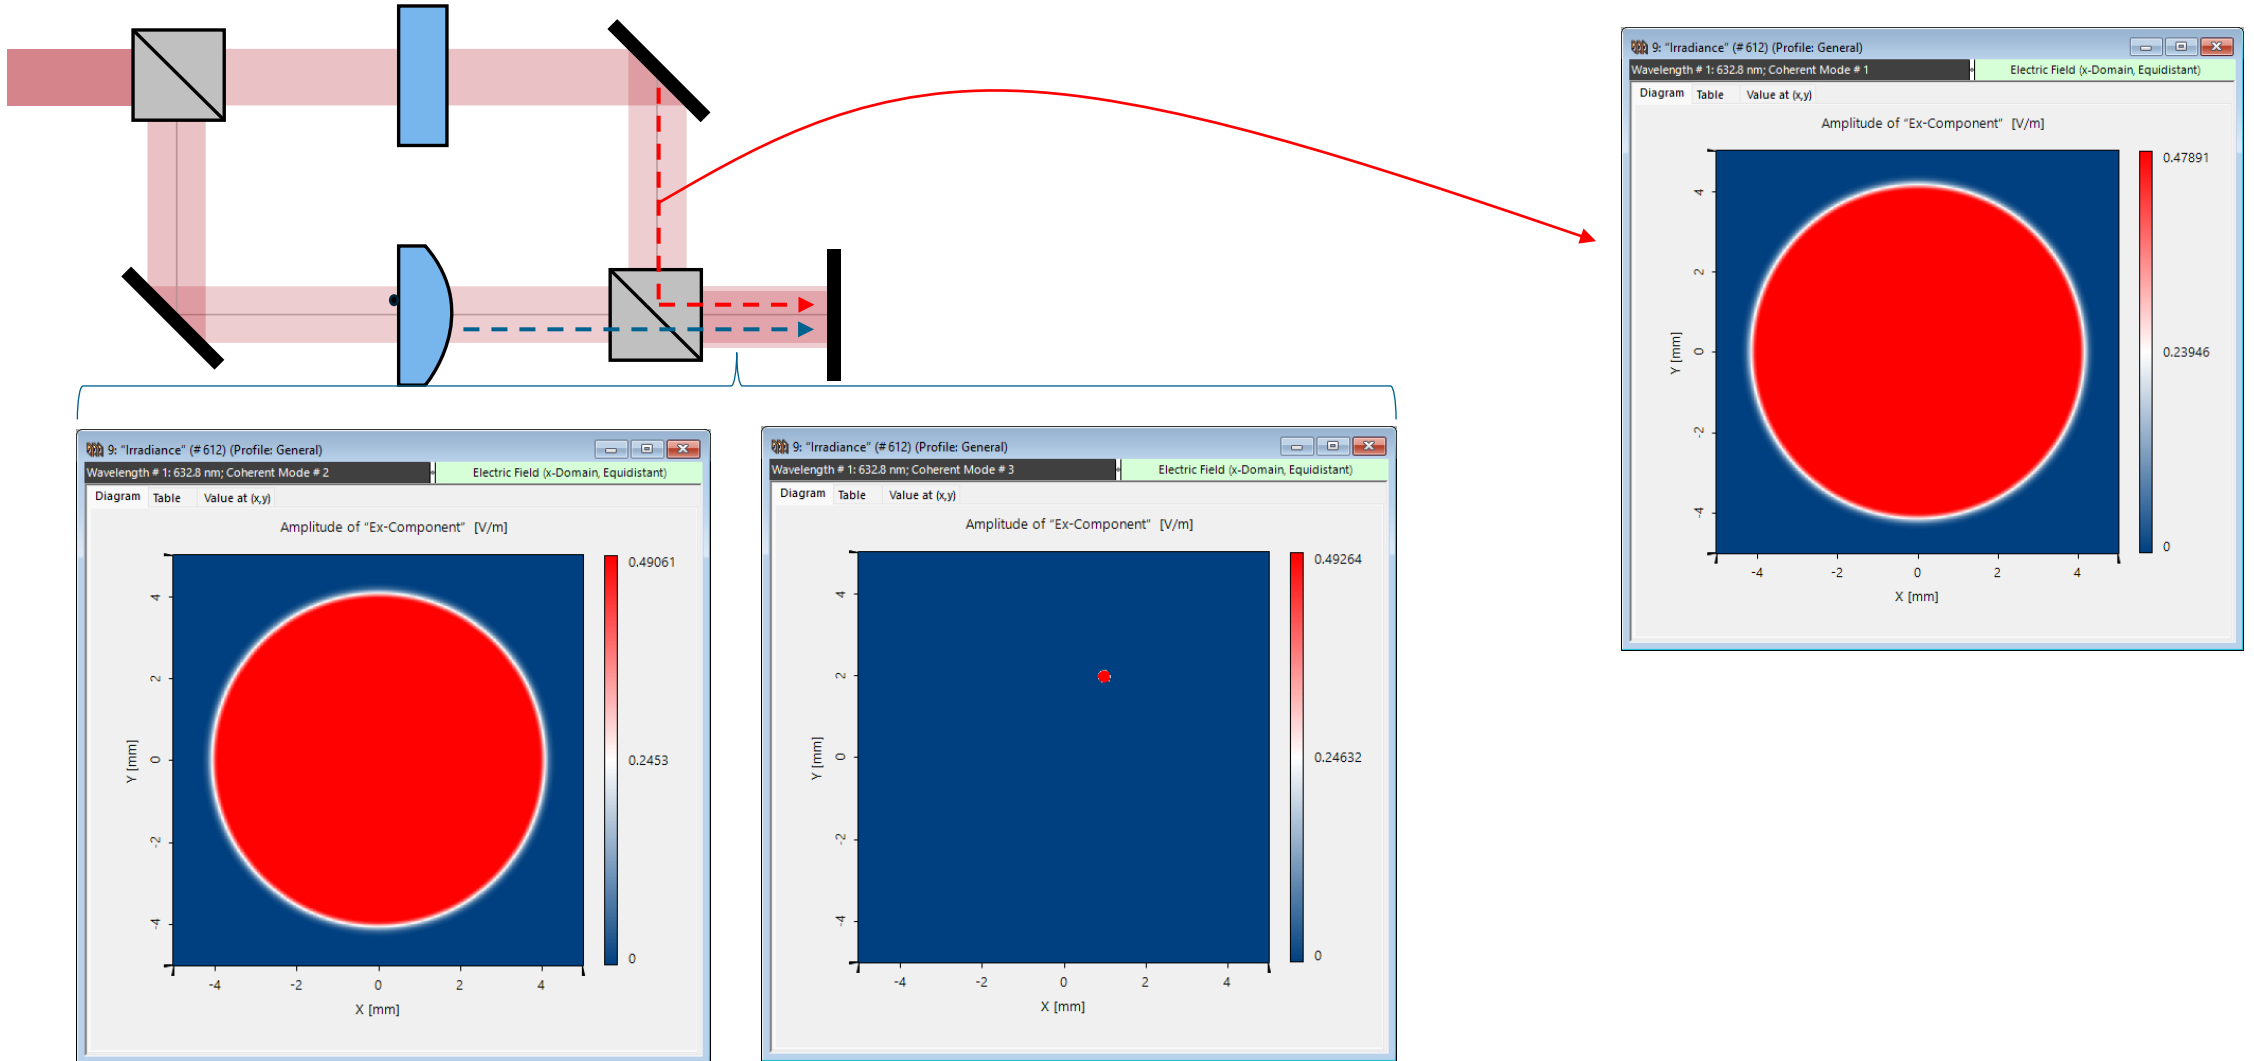 9: "Irradiance" (#612) (Profile: General)
Wavelength # 1: 632.8 nm; Coherent Mode # 1
Electric Field (x-Domain, Equidistant)
Diagram Table Value at (x,y)
Amplitude of "Ex-Component" [V/m]
0.47891
0.23946
0
Y [mm]
4
2
0
-2
-4
-4 -2 0 2 4
X [mm]
9: "Irradiance" (#612) (Profile: General)
Wavelength # 1: 632.8 nm; Coherent Mode # 2
Electric Field (x-Domain, Equidistant)
Diagram Table Value at (x,y)
Amplitude of "Ex-Component" [V/m]
0.49061
0.2453
0
Y [mm]
4
2
0
-2
-4
-4 -2 0 2 4
X [mm]
9: "Irradiance" (#612) (Profile: General)
Wavelength # 1: 632.8 nm; Coherent Mode # 3
Electric Field (x-Domain, Equidistant)
Diagram Table Value at (x,y)
Amplitude of "Ex-Component" [V/m]
0.49264
0.24632
0
Y [mm]
4
2
0
-2
-4
-4 -2 0 2 4
X [mm]